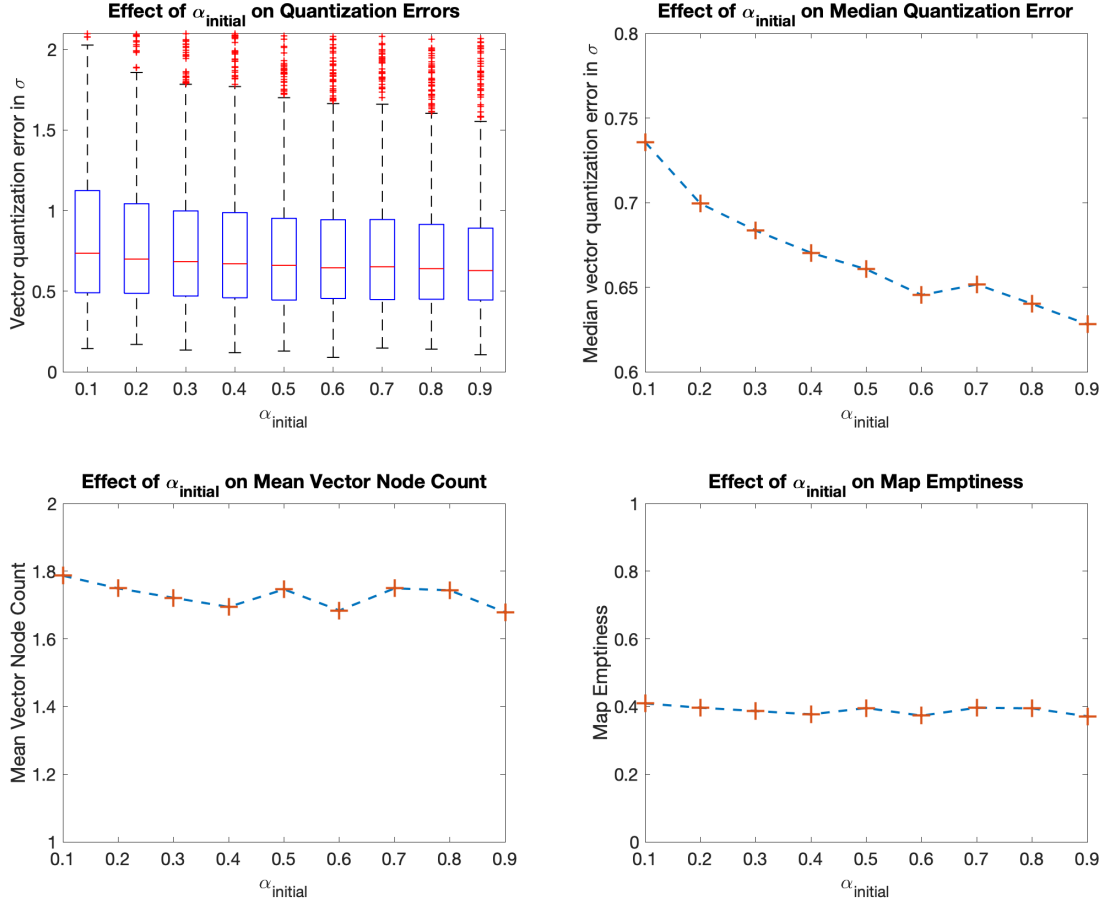 Effect of α_initial on Quantization Errors
Vector quantization error in σ
2
1.5
1
0.5
0
0.1 0.2 0.3 0.4 0.5 0.6 0.7 0.8 0.9
α_initial
Effect of α_initial on Median Quantization Error
Median vector quantization error in σ
0.8
0.75
0.7
0.65
0.6
0.1 0.2 0.3 0.4 0.5 0.6 0.7 0.8 0.9
α_initial
Effect of α_initial on Mean Vector Node Count
Mean Vector Node Count
2
1.8
1.6
1.4
1.2
1
0.1 0.2 0.3 0.4 0.5 0.6 0.7 0.8 0.9
α_initial
Effect of α_initial on Map Emptiness
Map Emptiness
1
0.8
0.6
0.4
0.2
0
0.1 0.2 0.3 0.4 0.5 0.6 0.7 0.8 0.9
α_initial